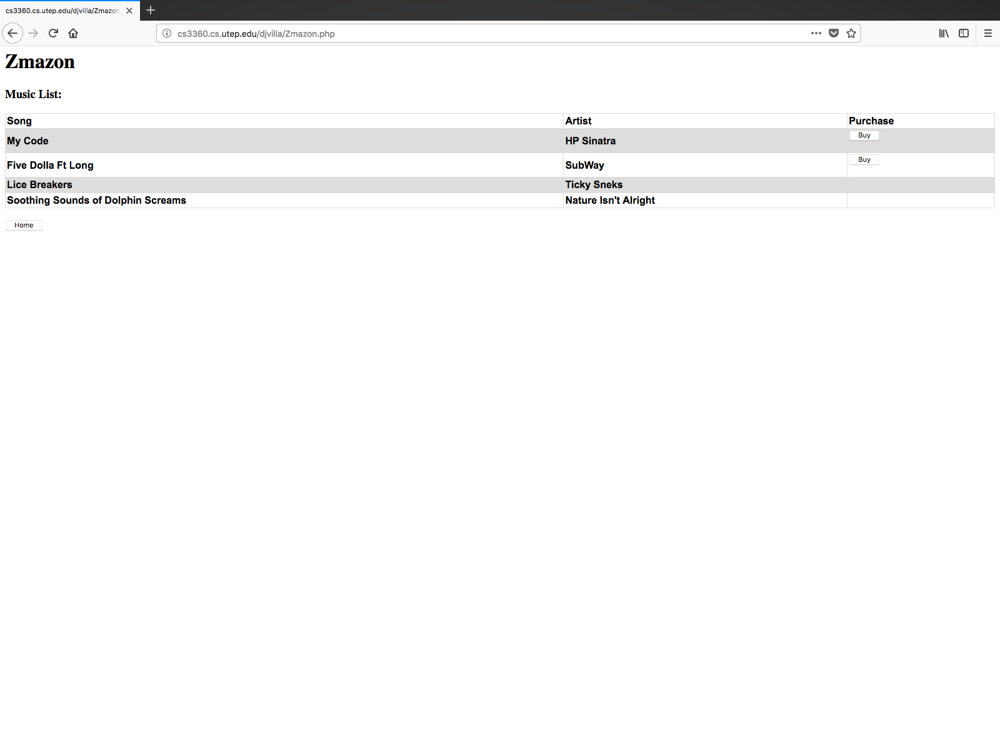 cs3360.cs.utep.edu/djvilla/Zmazon
cs3360.cs.utep.edu/djvilla/Zmazon.php
Zmazon
Music List:
Song Artist Purchase
My Code HP Sinatra Buy
Five Dolla Ft Long SubWay Buy
Lice Breakers Ticky Sneks
Soothing Sounds of Dolphin Screams Nature Isn't Alright
Home